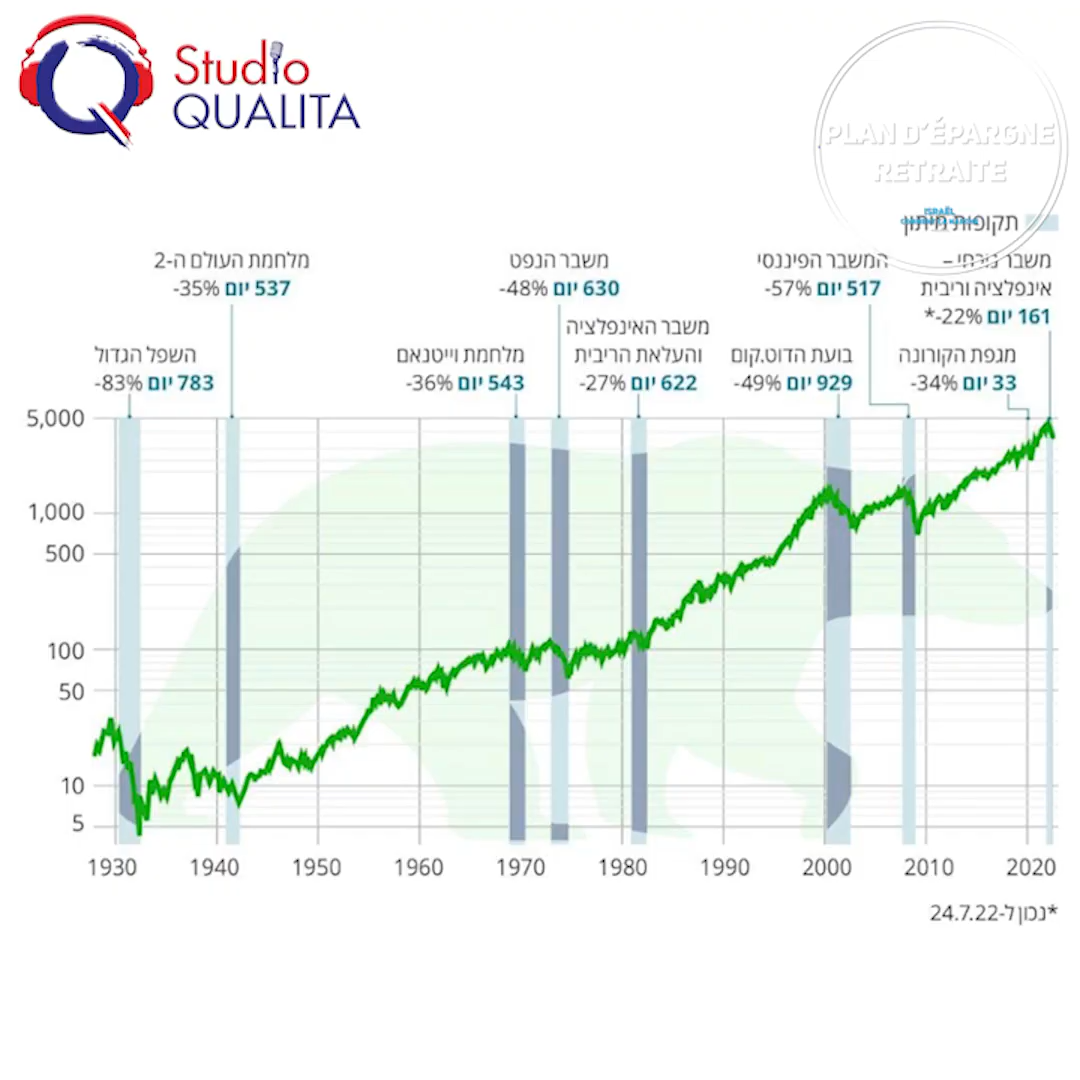 Studio
QUALITA
PLAN D'ÉPARGNE
RETRAITE
ISRAËL
תקופות מיתון
מלחמת העולם ה-2
537 יום -35%
משבר הנפט
630 יום -48%
המשבר הפיננסי
517 יום -57%
משבר נוכחי –
אינפלציה וריבית
161 יום -22%*
השפל הגדול
783 יום -83%
מלחמת וייטנאם
543 יום -36%
משבר האינפלציה
והעלאת הריבית
622 יום -27%
בועת הדוט.קום
929 יום -49%
מגפת הקורונה
33 יום -34%
5,000
1,000
500
100
50
10
5
1930 1940 1950 1960 1970 1980 1990 2000 2010 2020
*נכון ל-24.7.22